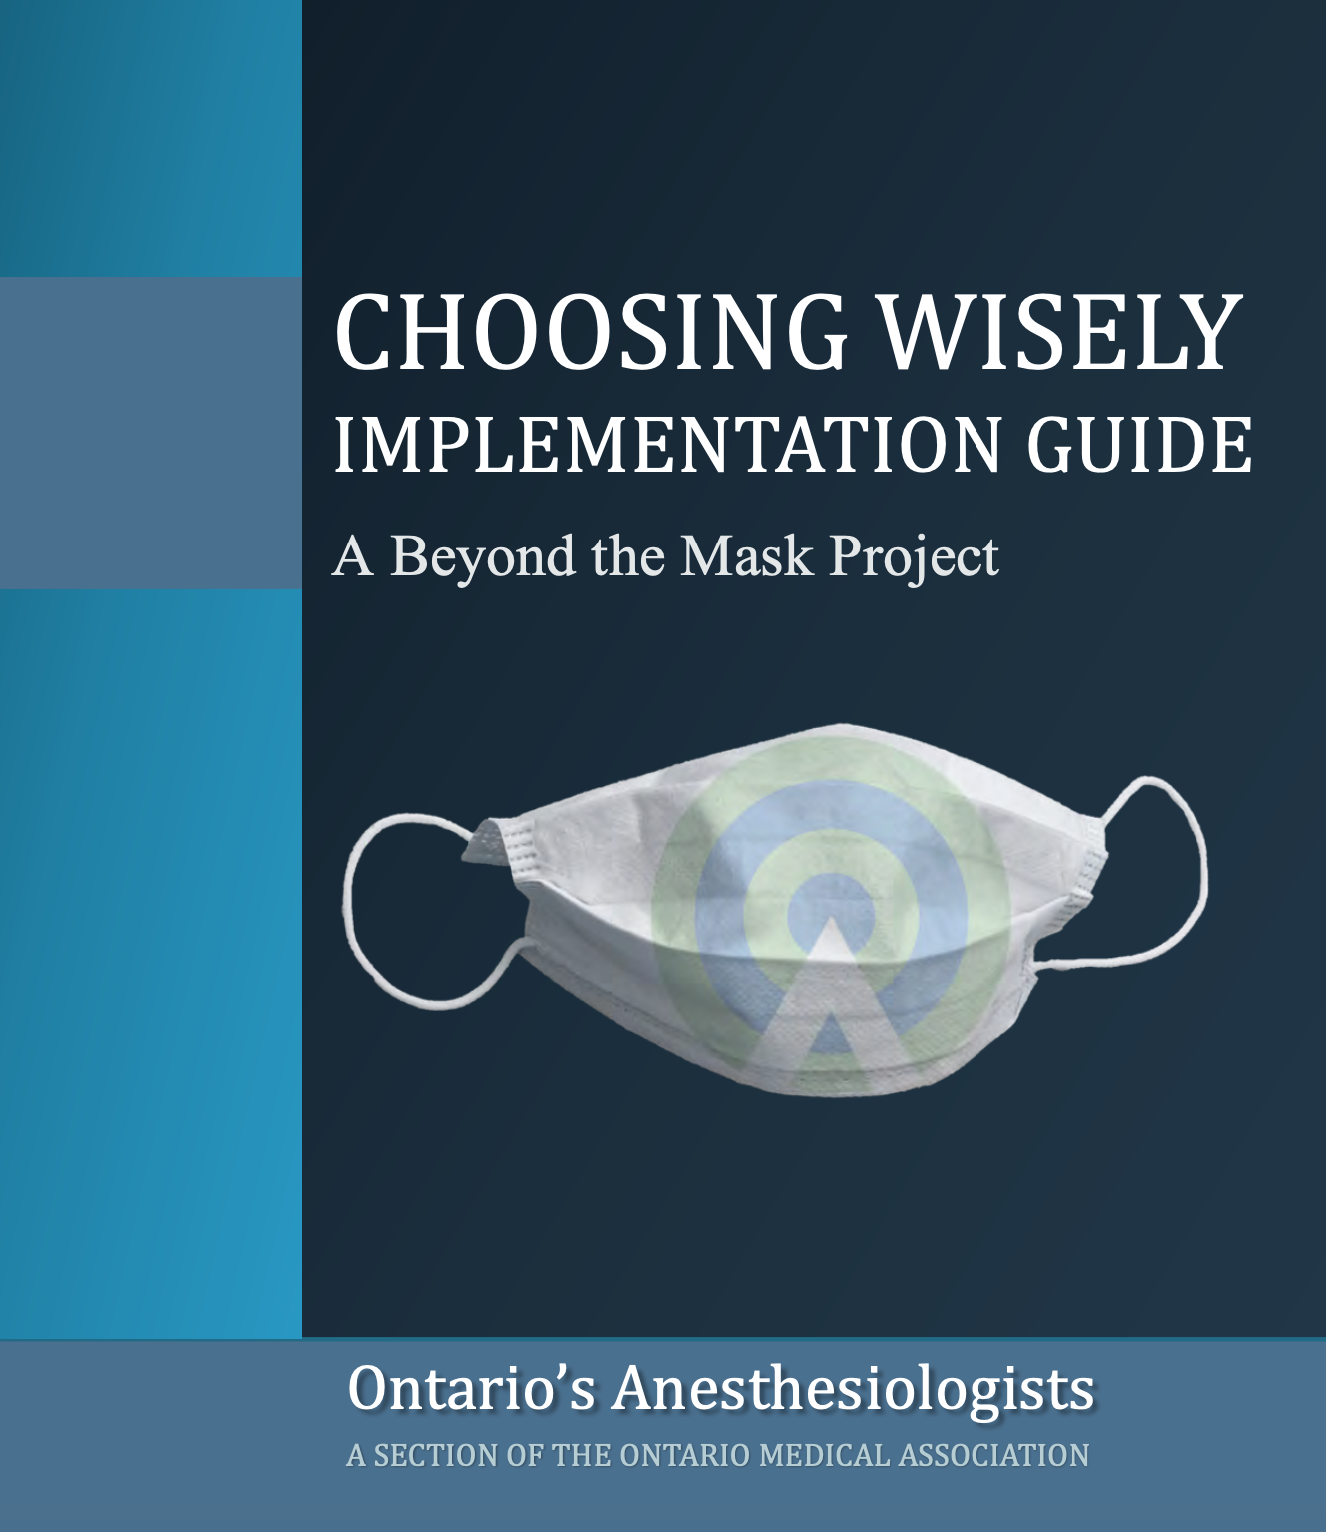 CHOOSING WISELY
IMPLEMENTATION GUIDE
A Beyond the Mask Project
Ontario’s Anesthesiologists
A SECTION OF THE ONTARIO MEDICAL ASSOCIATION